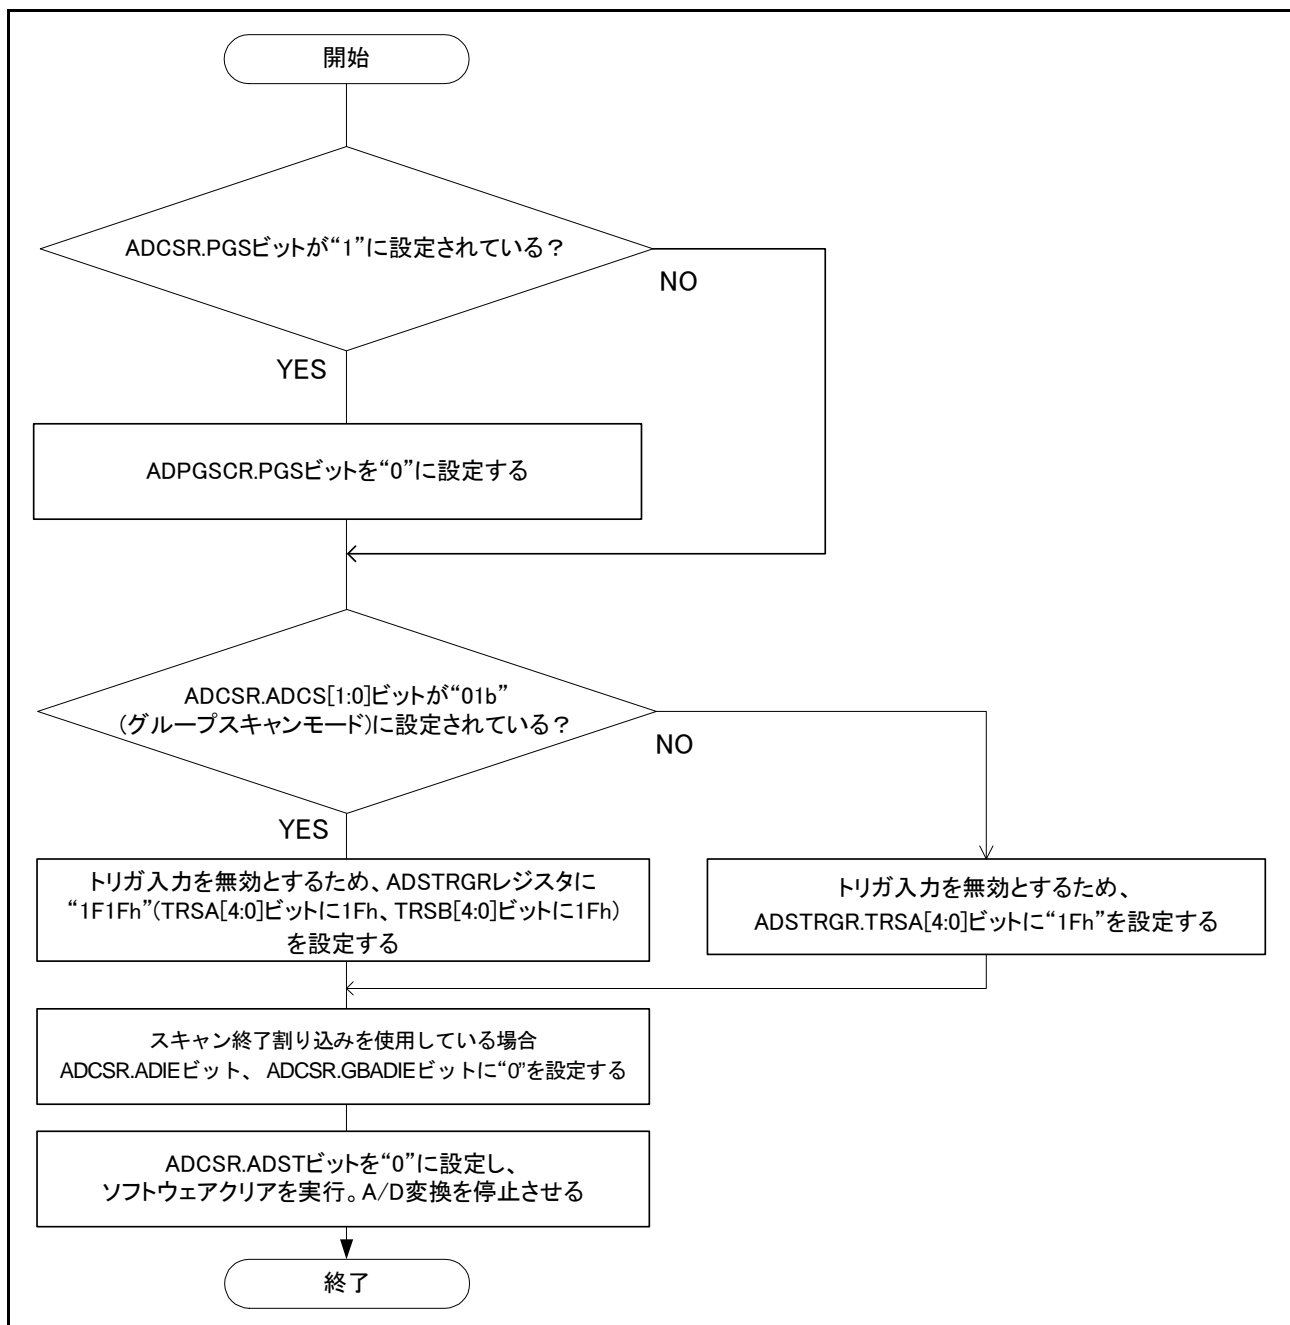 開始
ADCSR.PGSビットが“1”に設定されている？
NO
YES
ADPGSCR.PGSビットを“0”に設定する
ADCSR.ADCS[1:0]ビットが“01b”
(グループスキャンモード)に設定されている？
NO
YES
トリガ入力を無効とするため、ADSTRGRレジスタに
“1F1Fh”(TRSA[4:0]ビットに1Fh、TRSB[4:0]ビットに1Fh)
を設定する
トリガ入力を無効とするため、
ADSTRGR.TRSA[4:0]ビットに“1Fh”を設定する
スキャン終了割り込みを使用している場合
ADCSR.ADIEビット、 ADCSR.GBADIEビットに“0”を設定する
ADCSR.ADSTビットを“0”に設定し、
ソフトウェアクリアを実行。A/D変換を停止させる
終了